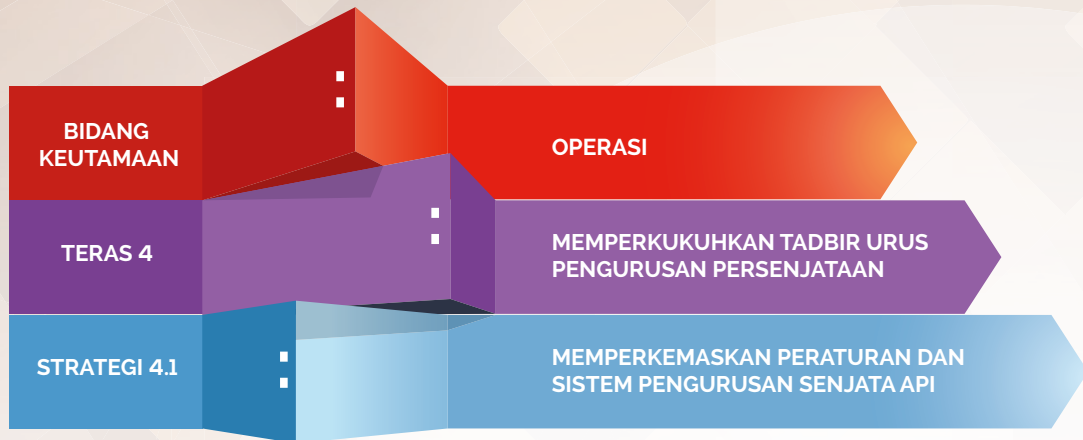 BIDANG
KEUTAMAAN
OPERASI
TERAS 4
MEMPERKUKUHKAN TADBIR URUS
PENGURUSAN PERSENJATAAN
STRATEGI 4.1
MEMPERKEMASKAN PERATURAN DAN
SISTEM PENGURUSAN SENJATA API